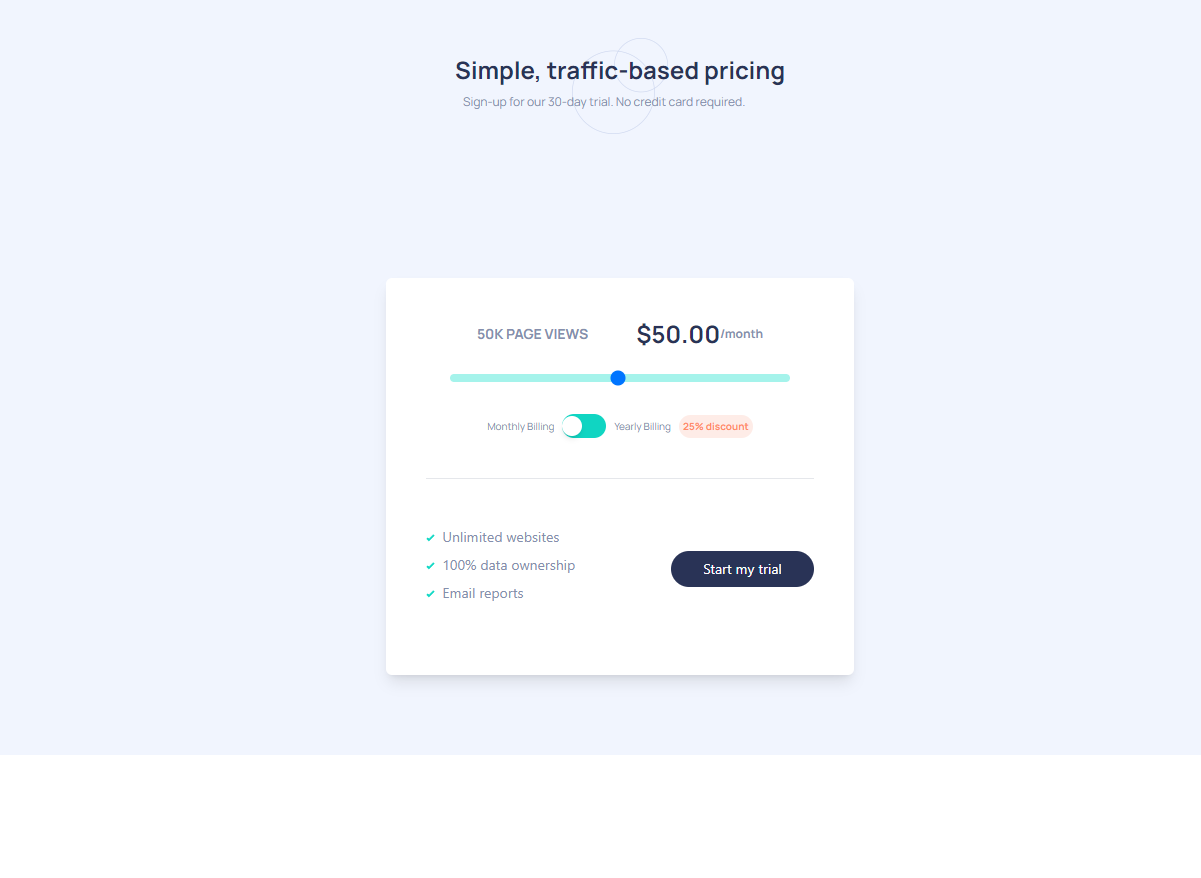 Simple, traffic-based pricing
Sign-up for our 30-day trial. No credit card required.
50K PAGE VIEWS $50.00/month
Monthly Billing Yearly Billing 25% discount
Unlimited websites
100% data ownership
Email reports
Start my trial